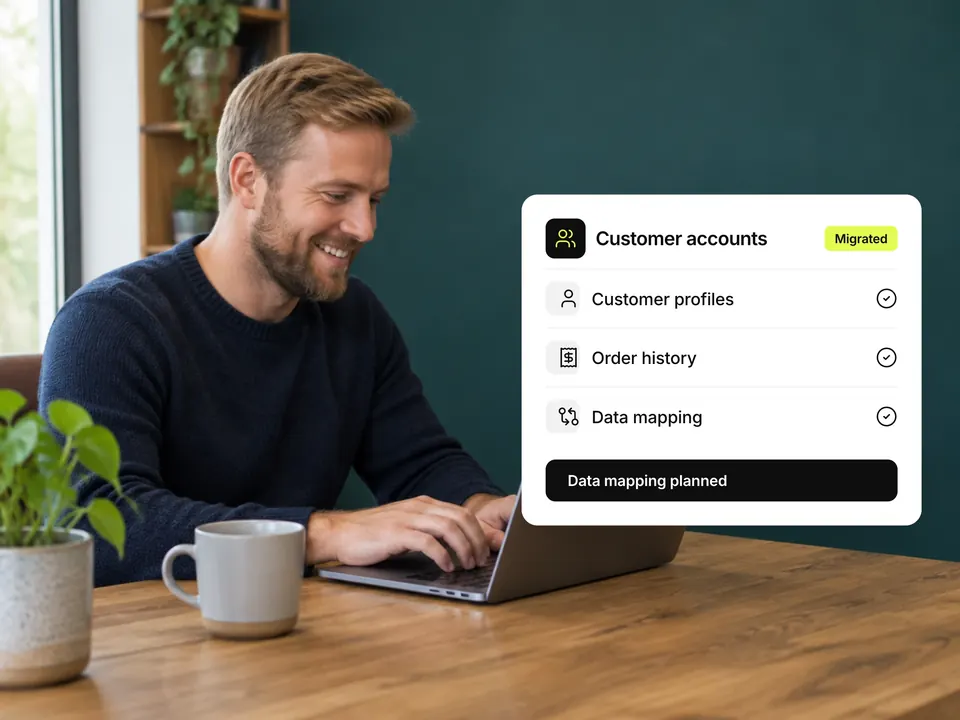 Customer accounts
Migrated
Customer profiles
Order history
Data mapping
Data mapping planned